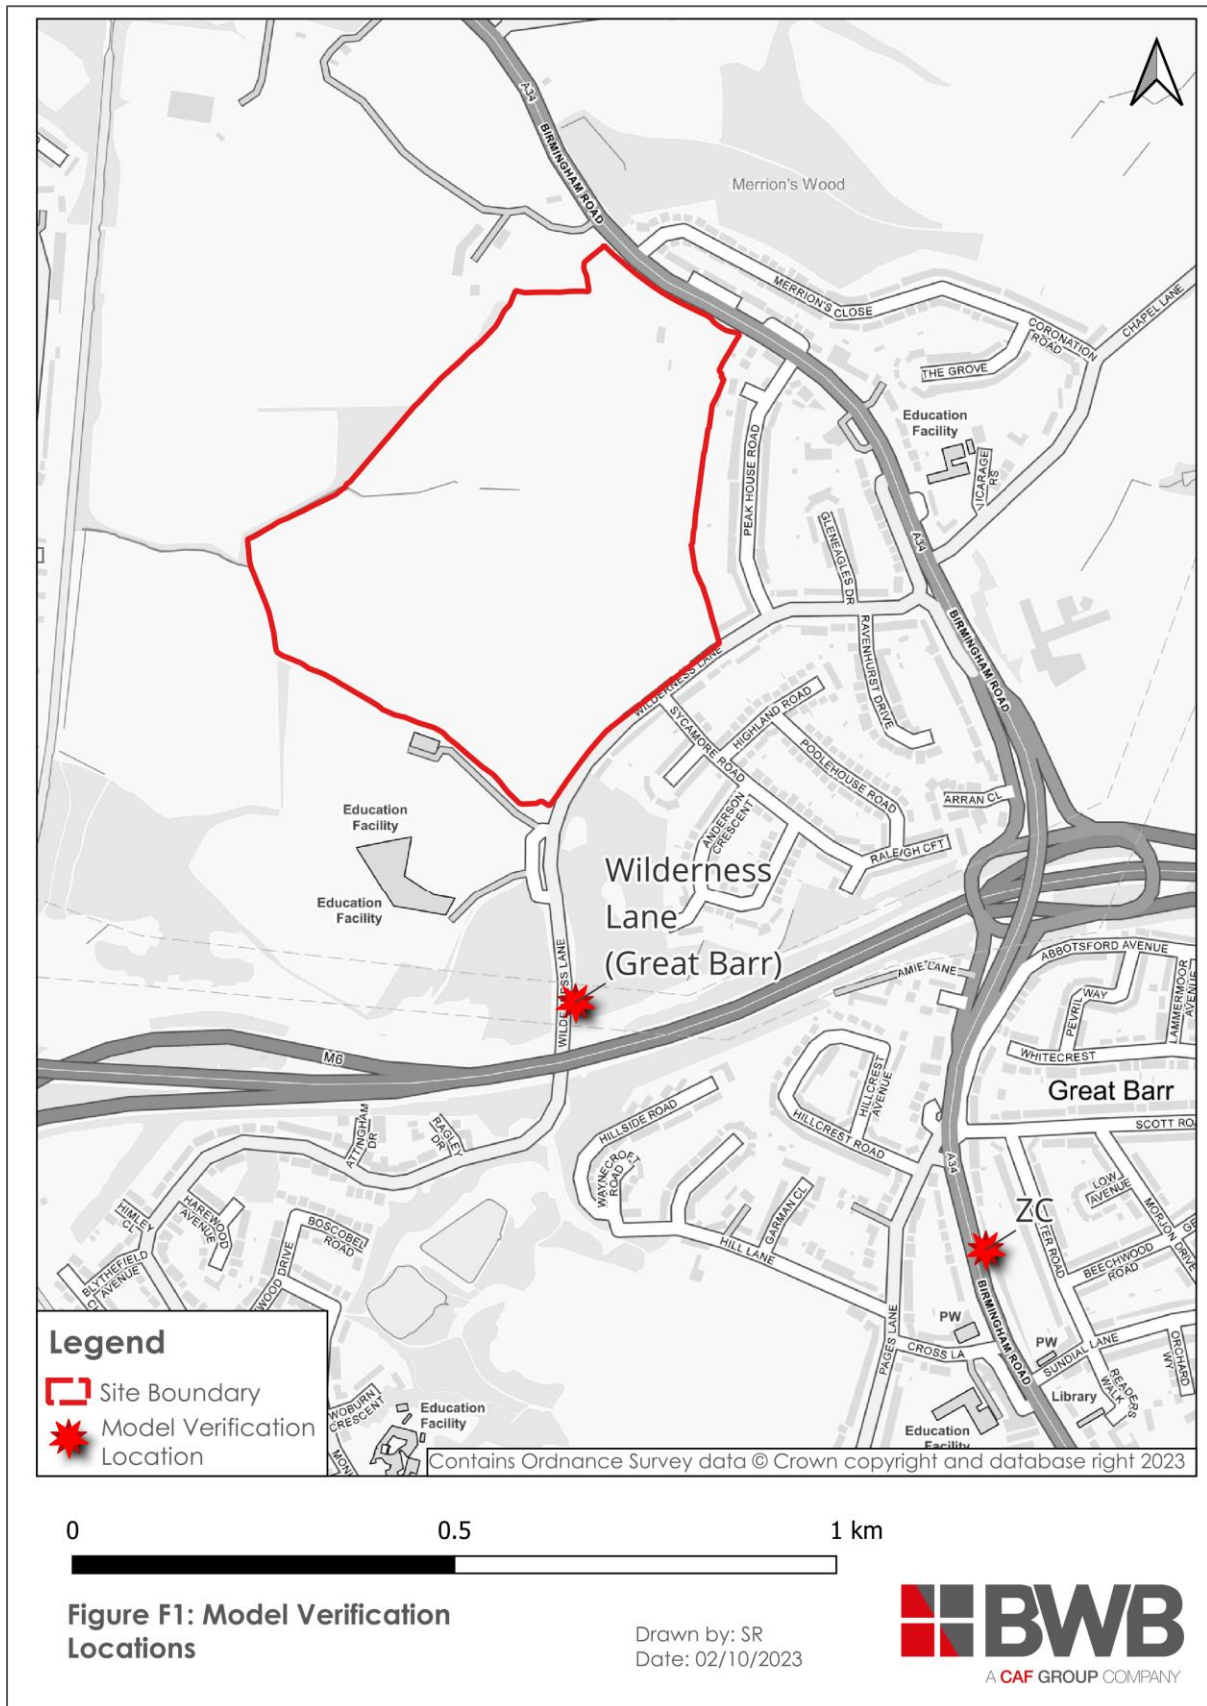 A34
BIRMINGHAM ROAD
Merrion's Wood
MERRION'S CLOSE
CORONATION
ROAD
CHAPEL LANE
THE GROVE
Education
Facility
PEAK HOUSE ROAD
GLENEAGLES DR
A34
RAVENHURST DRIVE
BIRMINGHAM ROAD
WILDERNESS LANE
SYCAMORE ROAD
HIGHLAND ROAD
POOLEHOUSE ROAD
ANDERSON
CRESCENT
ARRAN CL
RALEIGH CFT
Education
Facility
Education
Facility
Wilderness
Lane
(Great Barr)
WILDERNESS LANE
AMIE LANE
ABBOTSFORD AVENUE
PEVRIL WAY
LAMMERMOOR
AVENUE
WHITECREST
M6
Great Barr
SCOTT ROA
HILLSIDE ROAD
HILLCREST
AVENUE
HILLCREST ROAD
WAYNECROFT
ROAD
ATTINGHAM
DR
RAGLEY
DR
A34
LOW
AVENUE
MORJON DRIVE
GE
HIMLEY
CL
HAREWOOD
AVENUE
BOSCOBEL
ROAD
BLYTHEFIELD
AVENUE
EWOOD DRIVE
GARMAN CL
HILL LANE
ZC
TER ROAD
BEECHWOOD
ROAD
PW
BIRMINGHAM ROAD
PAGES LANE
CROSS LA
PW
SUNDIAL LANE
ORCHARD
WY
READERS
WALK
Library
Education
Facility
WOBURN
CRESCENT
Education
Facility
Legend
Site Boundary
Model Verification
Location
Contains Ordnance Survey data © Crown copyright and database right 2023
0 0.5 1 km
Figure F1: Model Verification
Locations
Drawn by: SR
Date: 02/10/2023
BWB
A CAF GROUP COMPANY